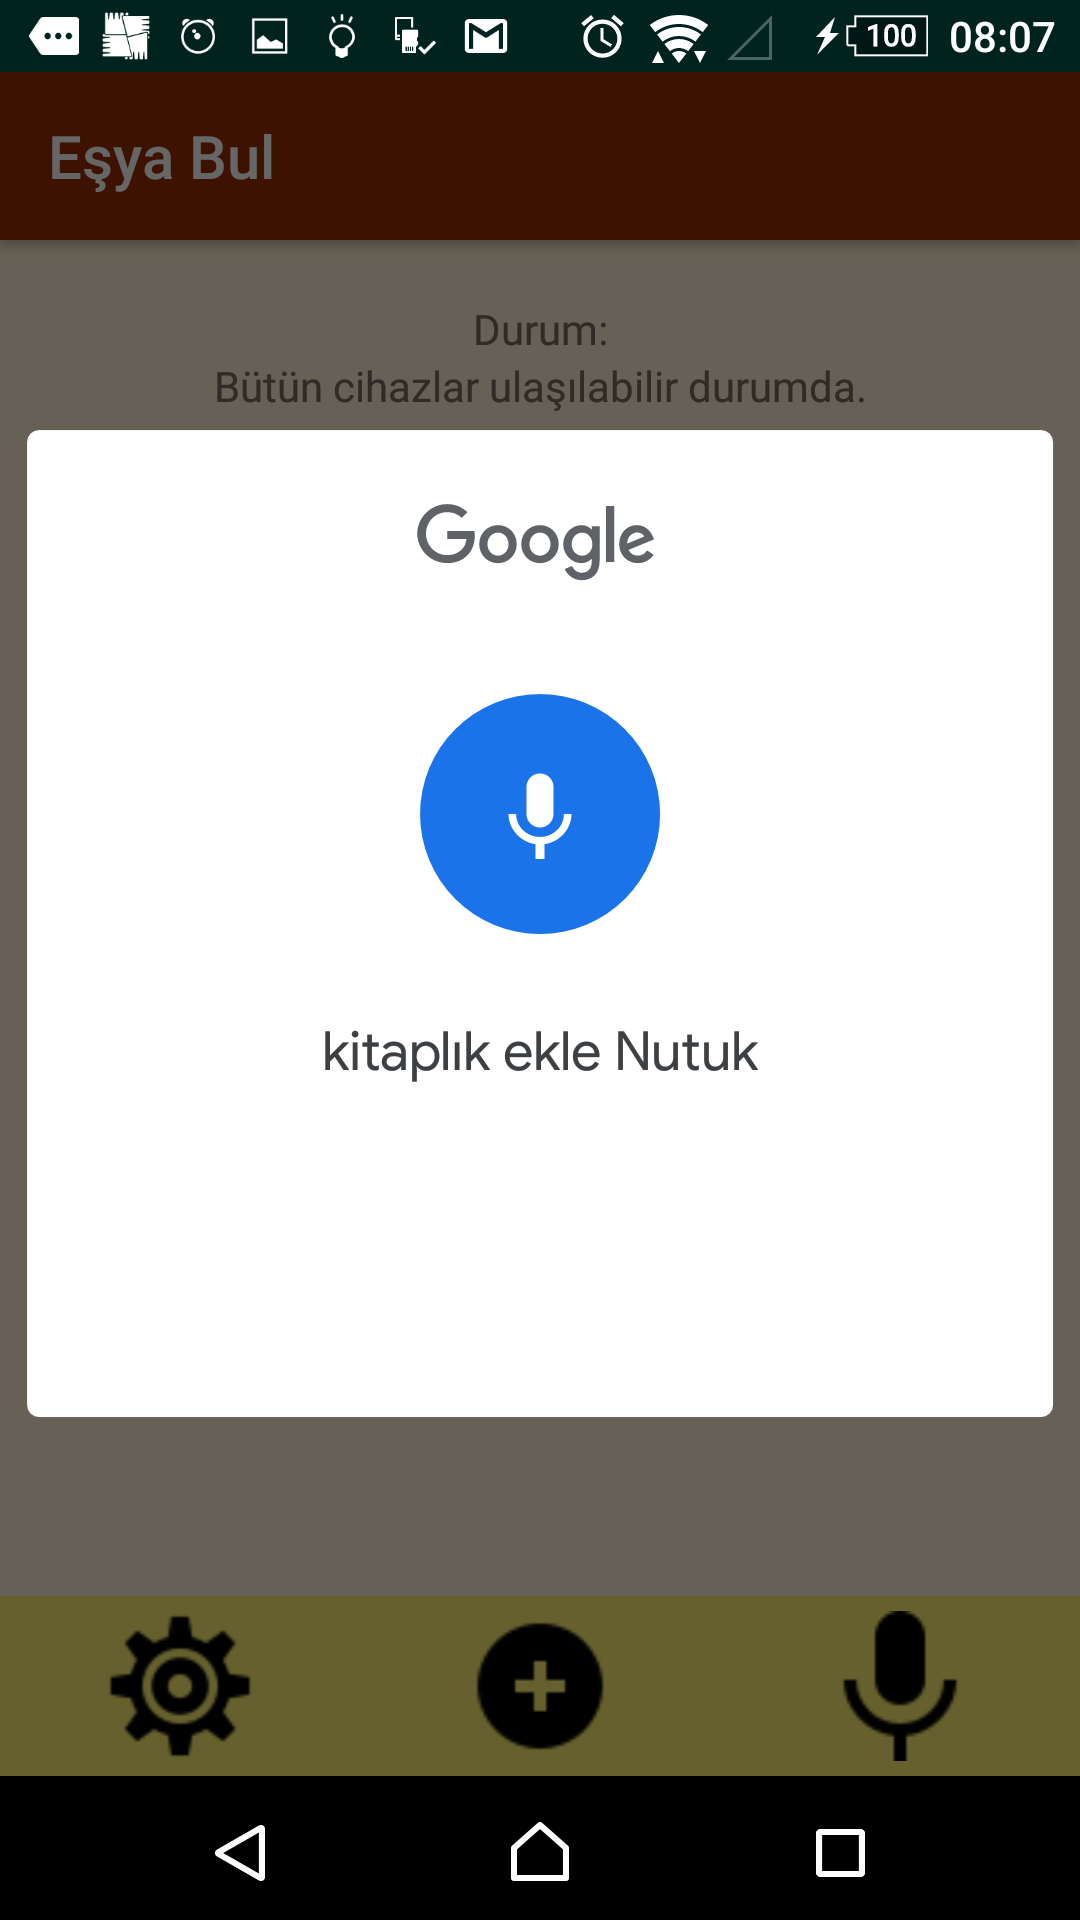 100 08:07
Eşya Bul
Durum:
Bütün cihazlar ulaşılabilir durumda.
Google
kitaplık ekle Nutuk